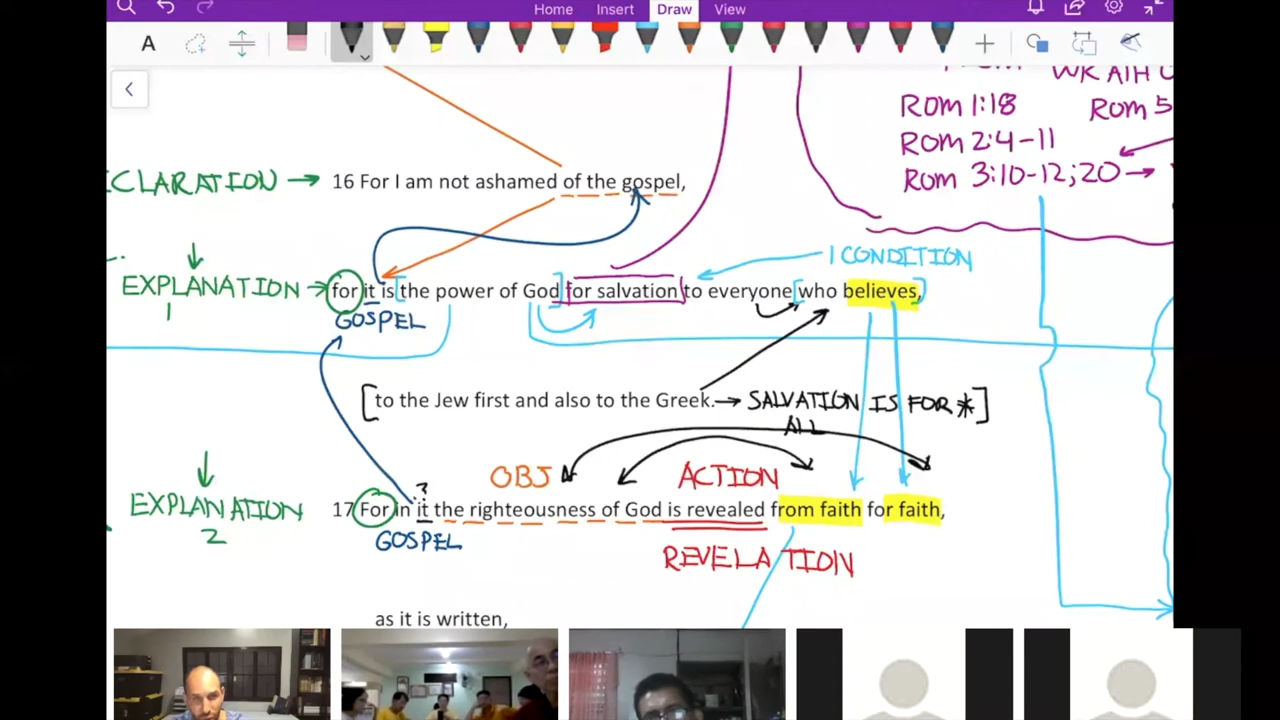 Home Insert Draw View
A
WRATH O
Rom 1:18 Rom 5
Rom 2:4-11
Rom 3:10-12;20 →
CLARATION → 16 For I am not ashamed of the gospel,
1 CONDITION
EXPLANATION → for it is [the power of God] for salvation to everyone [who believes,]
1
GOSPEL
[to the Jew first and also to the Greek. → SALVATION IS FOR *]
ALL
OBJ ACTION
?
EXPLANATION 17 For in it the righteousness of God is revealed from faith for faith,
2
GOSPEL REVELATION
as it is written,